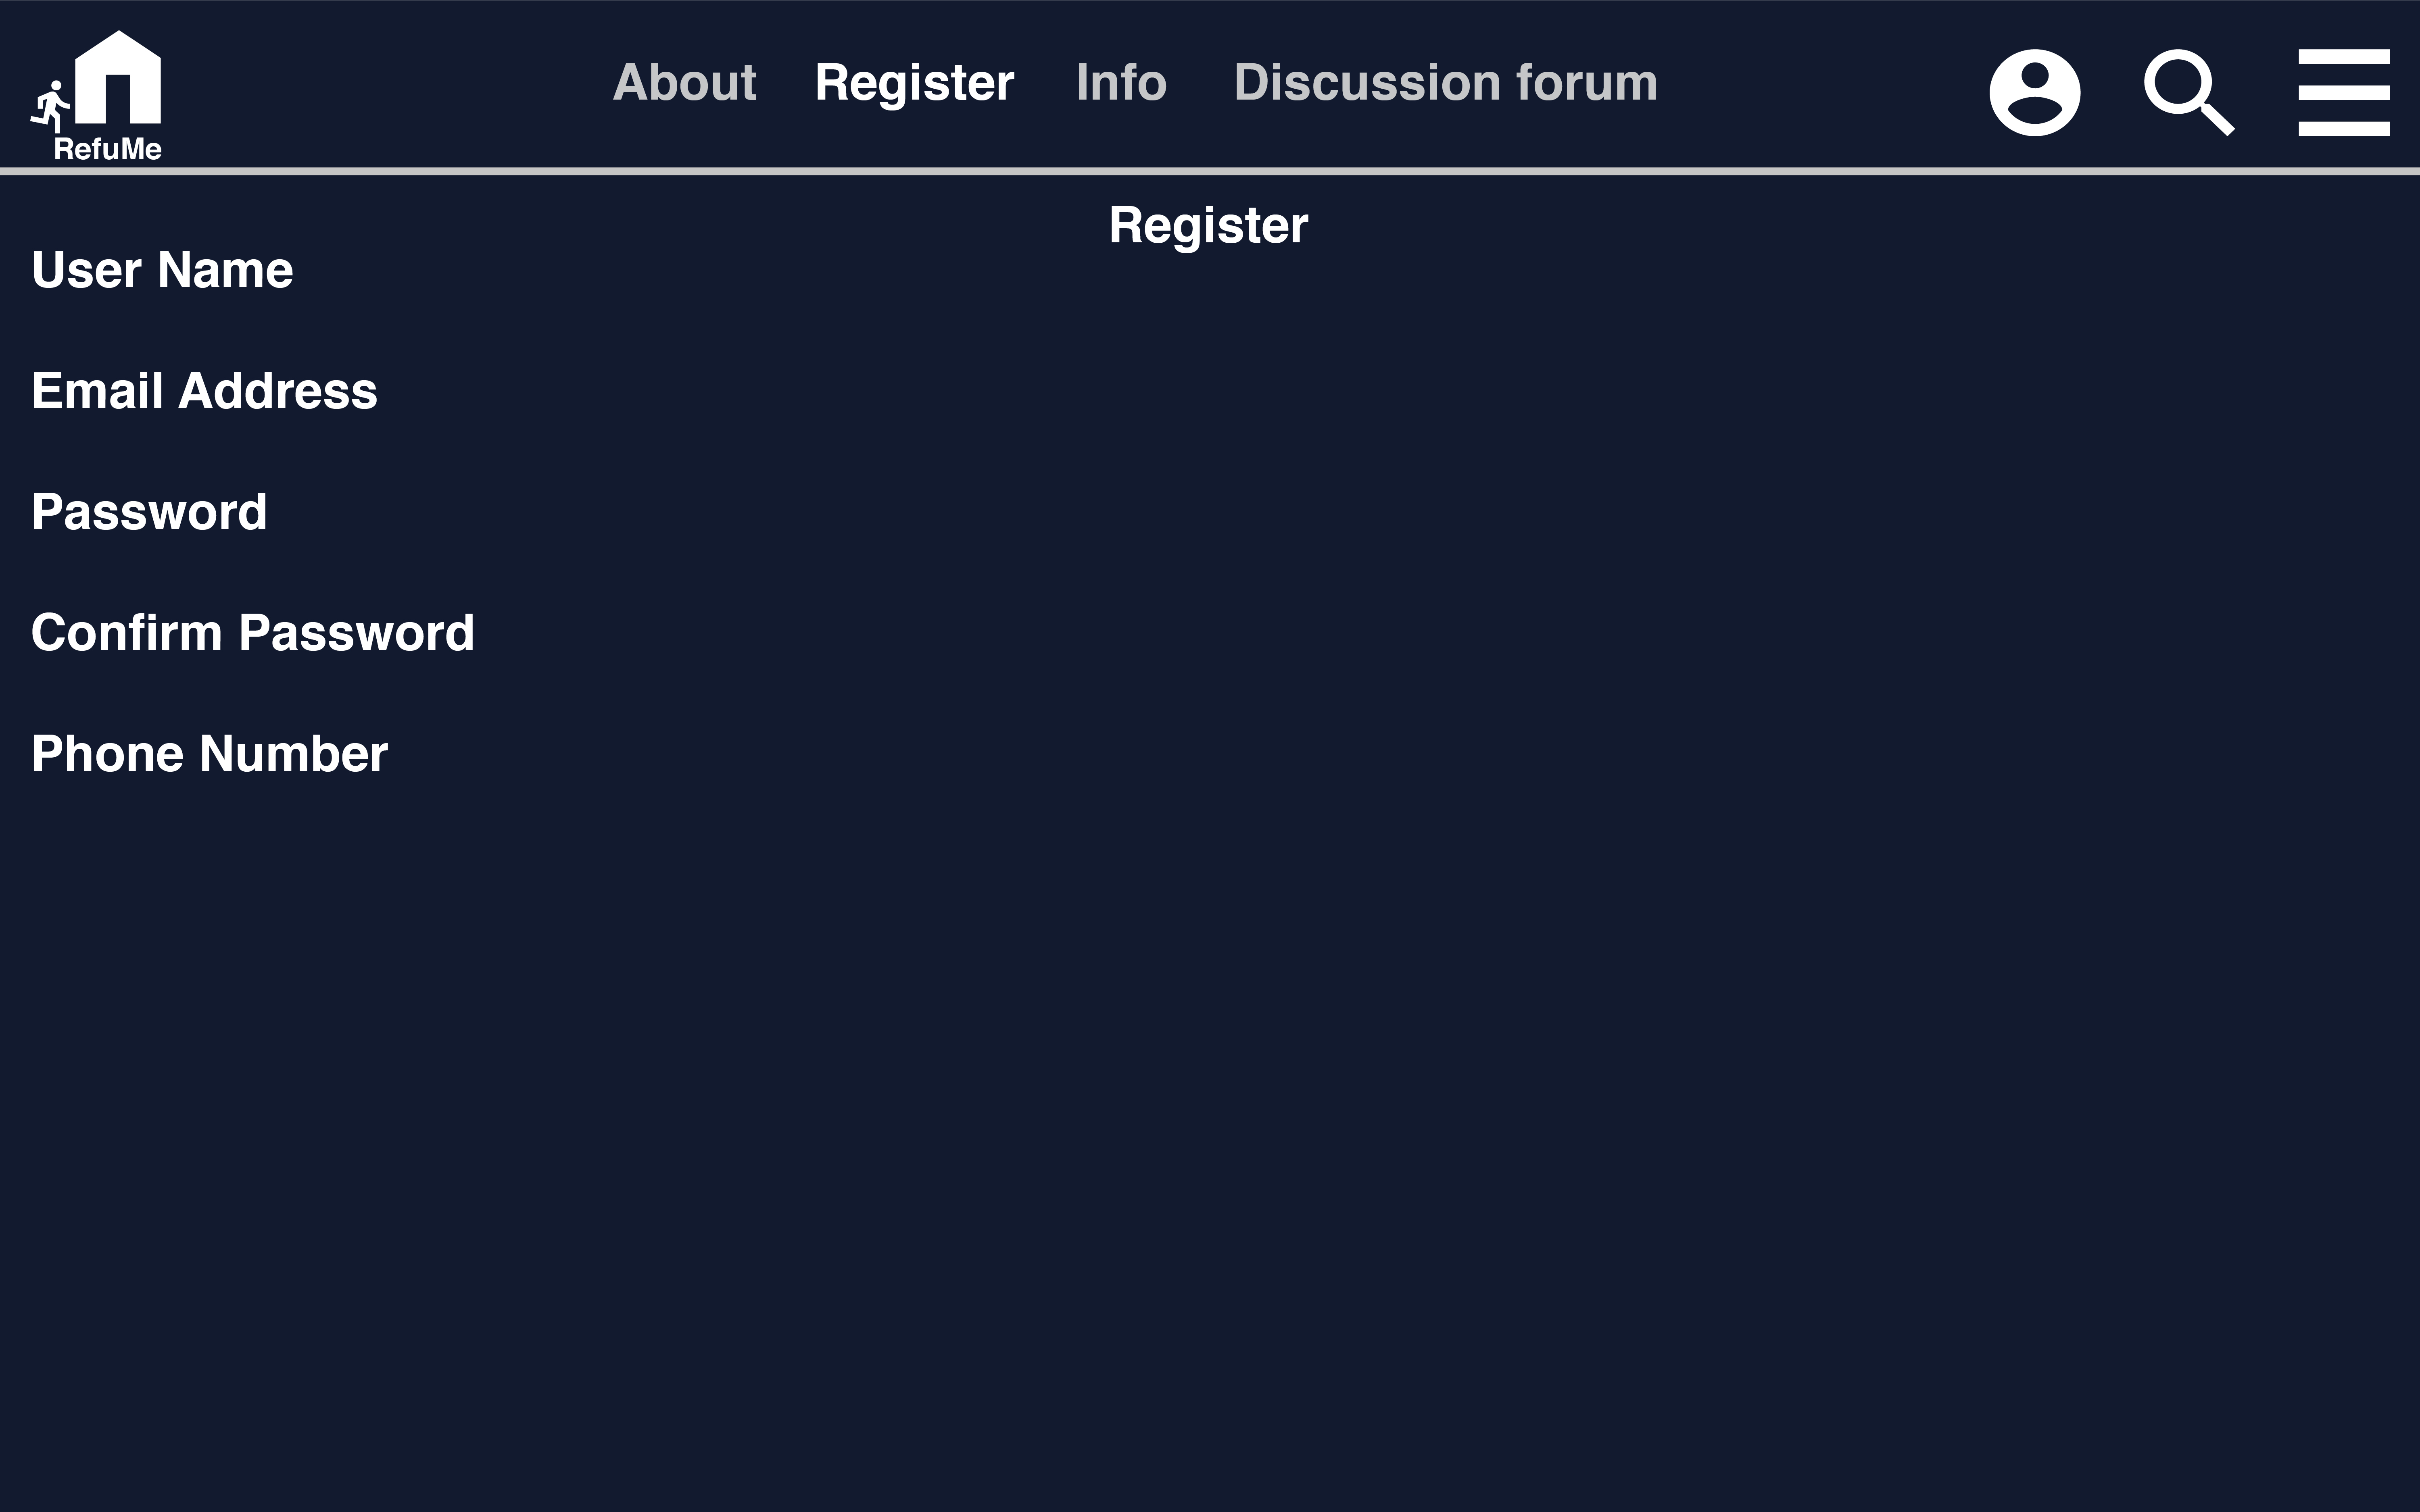 RefuMe
About Register Info Discussion forum
Register
User Name
Email Address
Password
Confirm Password
Phone Number